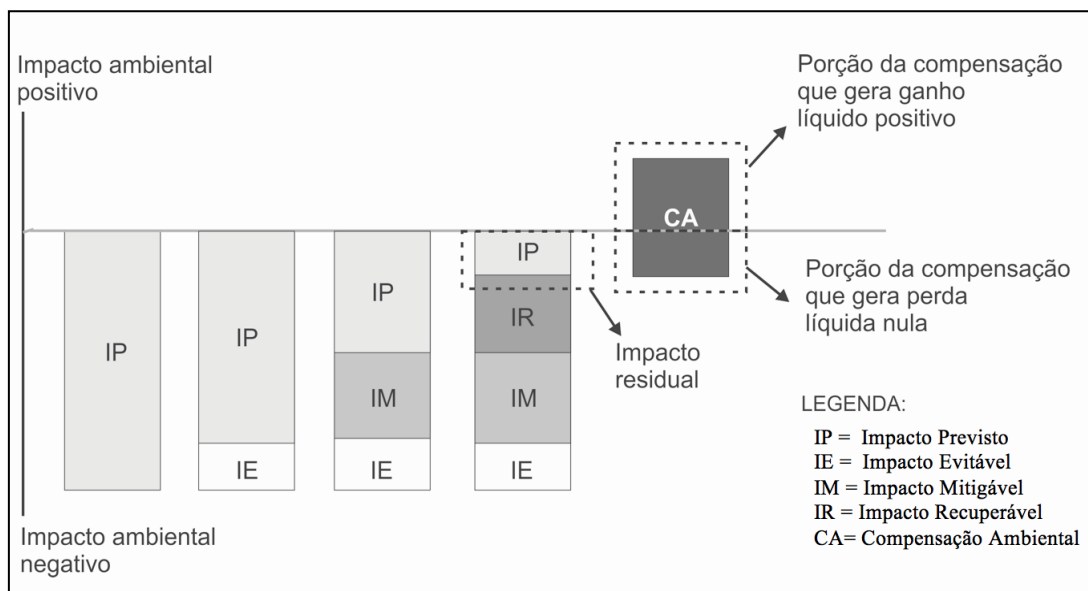 Impacto ambiental
positivo
Porção da compensação
que gera ganho
líquido positivo
CA
IP
IP
IP
IP
IR
IM
IM
IE
IE
IE
Impacto
residual
Porção da compensação
que gera perda
líquida nula
Impacto ambiental
negativo
LEGENDA:
IP = Impacto Previsto
IE = Impacto Evitável
IM = Impacto Mitigável
IR = Impacto Recuperável
CA= Compensação Ambiental